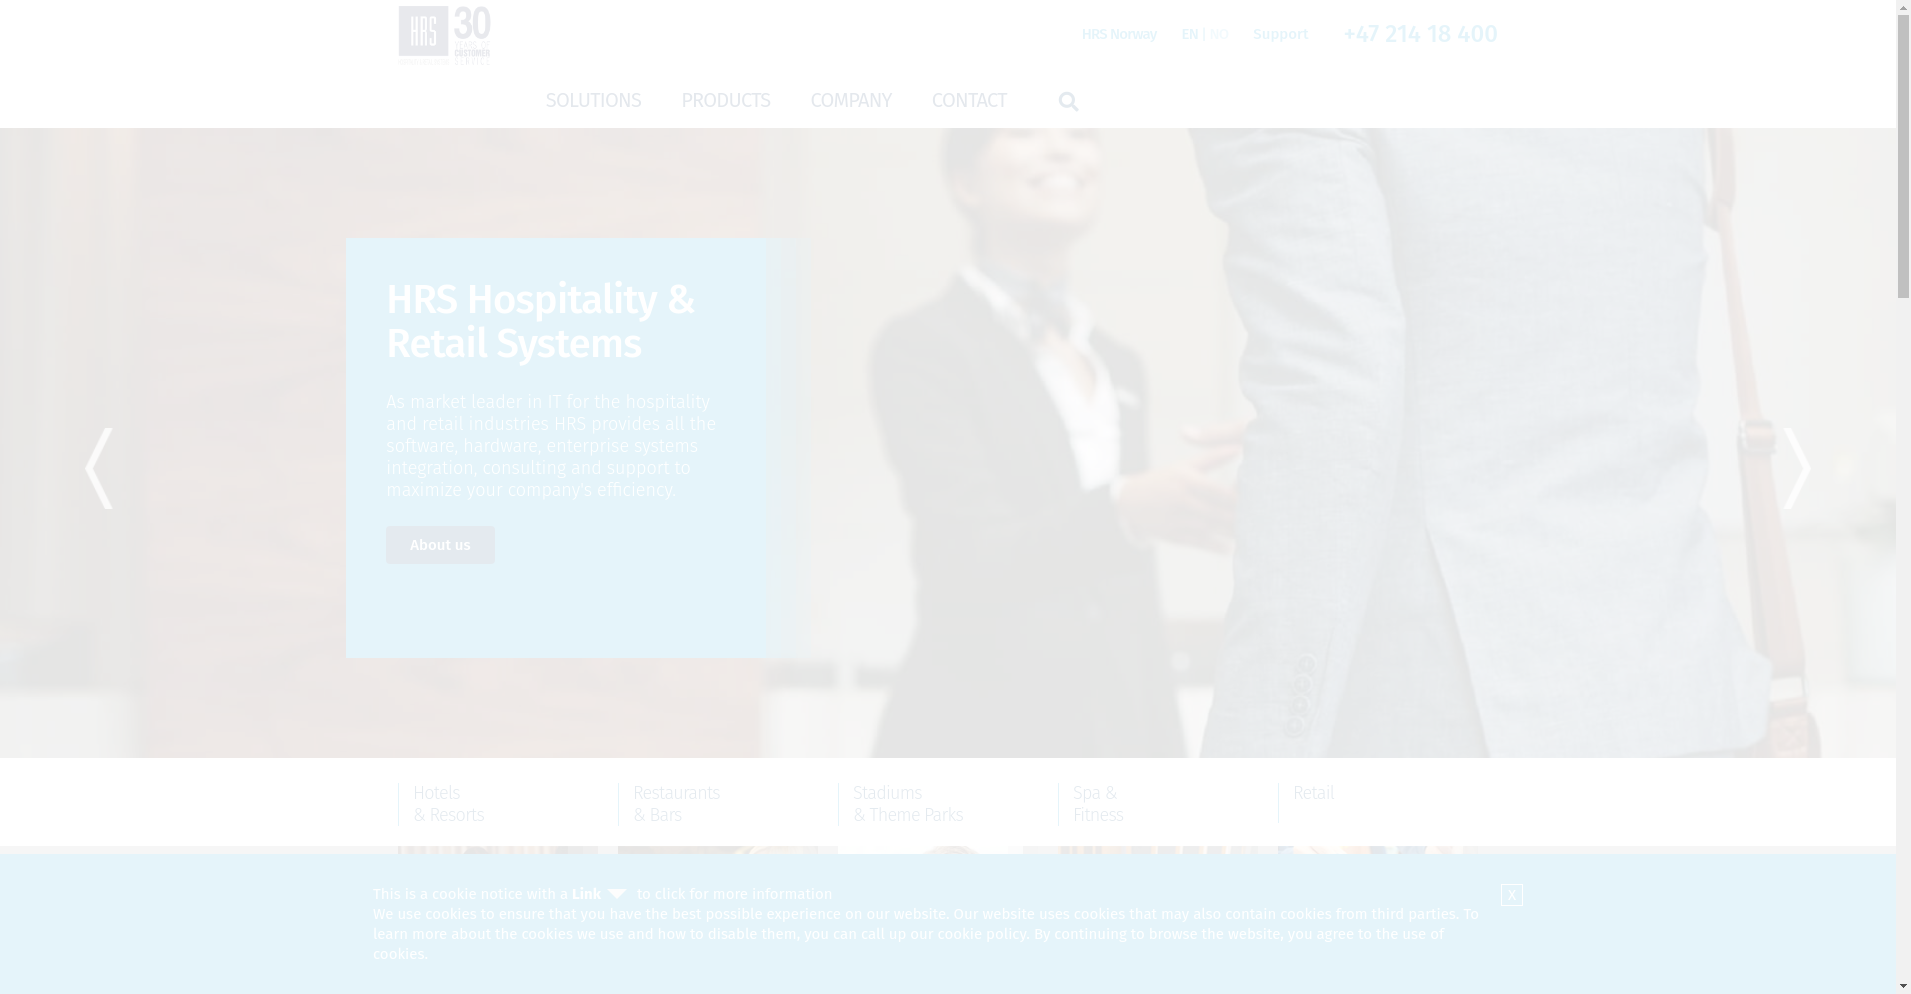 HRS 30
YEARS OF
CUSTOMER
SERVICE
HRS Norway EN | NO Support +47 214 18 400
SOLUTIONS PRODUCTS COMPANY CONTACT
HRS Hospitality &
Retail Systems
As market leader in IT for the hospitality
and retail industries HRS provides all the
software, hardware, enterprise systems
integration, consulting and support to
maximize your company's efficiency.
About us
Hotels
& Resorts
Restaurants
& Bars
Stadiums
& Theme Parks
Spa &
Fitness
Retail
This is a cookie notice with a Link to click for more information
X
We use cookies to ensure that you have the best possible experience on our website. Our website uses cookies that may also contain cookies from third parties. To
learn more about the cookies we use and how to disable them, you can call up our cookie policy. By continuing to browse the website, you agree to the use of
cookies.